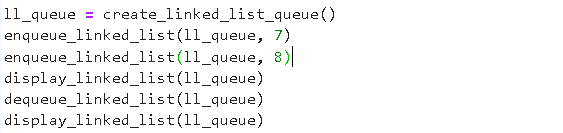 ll_queue = create_linked_list_queue()
enqueue_linked_list(ll_queue, 7)
enqueue_linked_list(ll_queue, 8)
display_linked_list(ll_queue)
dequeue_linked_list(ll_queue)
display_linked_list(ll_queue)